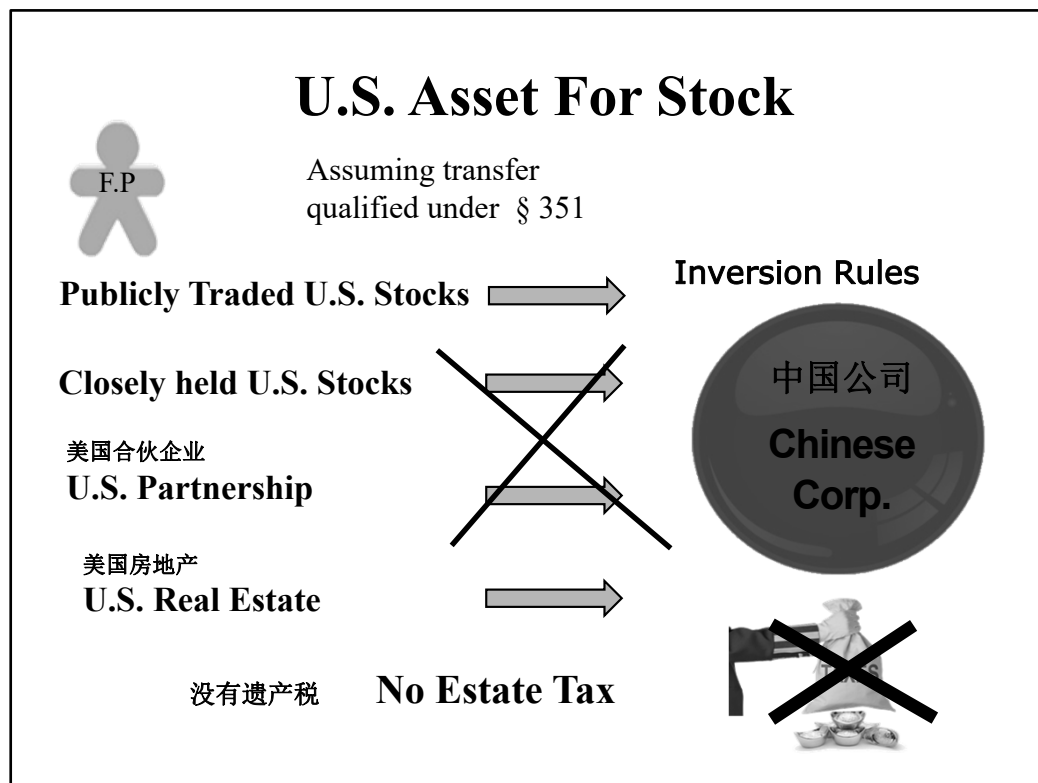 U.S. Asset For Stock
F.P
Assuming transfer
qualified under § 351
Inversion Rules
Publicly Traded U.S. Stocks
Closely held U.S. Stocks
中国公司
Chinese
Corp.
美国合伙企业
U.S. Partnership
美国房地产
U.S. Real Estate
没有遗产税 No Estate Tax